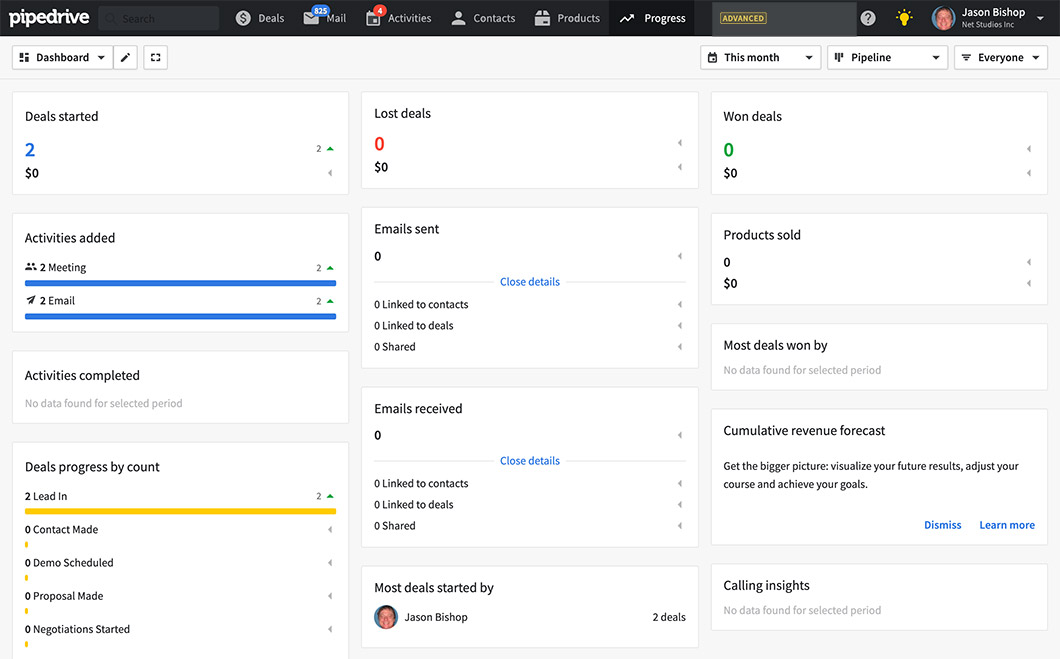 pipedrive
Search
Deals
825
Mail
4
Activities
Contacts
Products
Progress
ADVANCED
?
Jason Bishop
Net Studios Inc
Dashboard
This month
Pipeline
Everyone
Deals started
2
2
$0
Activities added
2 Meeting
2
2 Email
2
Activities completed
No data found for selected period
Deals progress by count
2 Lead In
2
0 Contact Made
0 Demo Scheduled
0 Proposal Made
0 Negotiations Started
Lost deals
0
$0
Emails sent
0
Close details
0 Linked to contacts
0 Linked to deals
0 Shared
Emails received
0
Close details
0 Linked to contacts
0 Linked to deals
0 Shared
Most deals started by
Jason Bishop
2 deals
Won deals
0
$0
Products sold
0
$0
Most deals won by
No data found for selected period
Cumulative revenue forecast
Get the bigger picture: visualize your future results, adjust your
course and achieve your goals.
Dismiss
Learn more
Calling insights
No data found for selected period